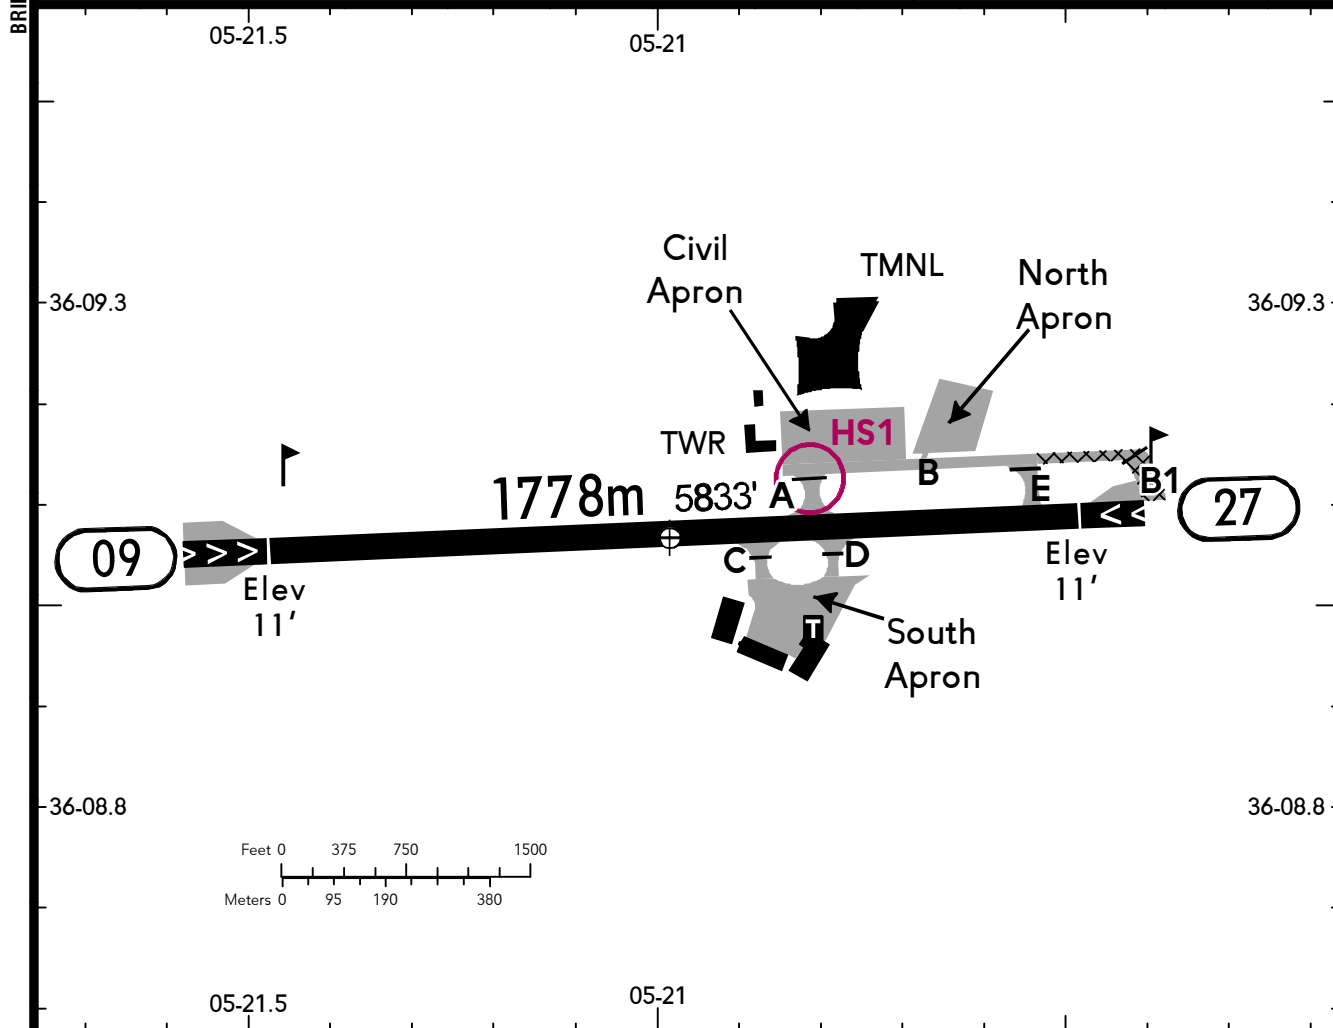 BRI
05-21.5
05-21
Civil
Apron
TMNL
North
Apron
36-09.3
36-09.3
HS1
TWR
B
B1
E
1778m
5833'
A
27
09
C
D
Elev
11'
Elev
11'
T
South
Apron
36-08.8
36-08.8
Feet 0 375 750 1500
Meters 0 95 190 380
05-21.5
05-21